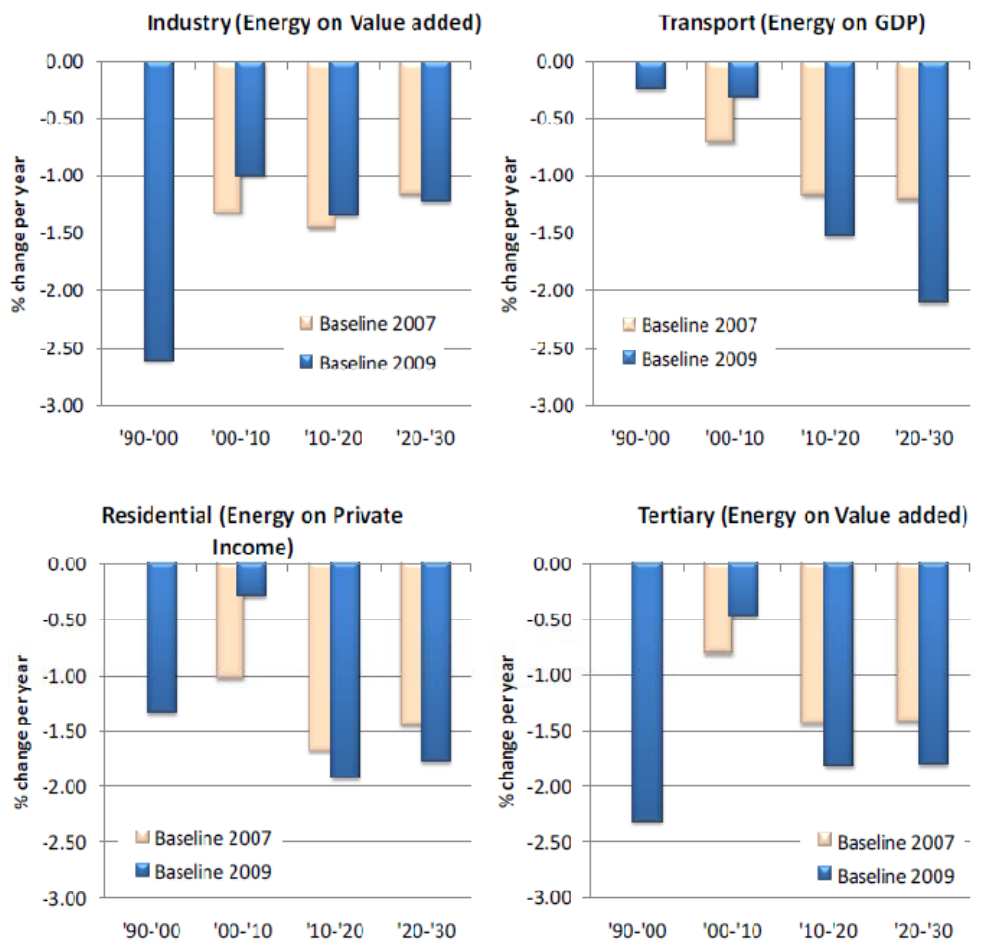 Industry (Energy on Value added)
0.00
-0.50
-1.00
-1.50
-2.00
-2.50
-3.00
% change per year
Baseline 2007
Baseline 2009
'90-'00 '00-'10 '10-'20 '20-'30
Transport (Energy on GDP)
0.00
-0.50
-1.00
-1.50
-2.00
-2.50
-3.00
% change per year
Baseline 2007
Baseline 2009
'90-'00 '00-'10 '10-'20 '20-'30
Residential (Energy on Private
Income)
0.00
-0.50
-1.00
-1.50
-2.00
-2.50
-3.00
% change per year
Baseline 2007
Baseline 2009
'90-'00 '00-'10 '10-'20 '20-'30
Tertiary (Energy on Value added)
0.00
-0.50
-1.00
-1.50
-2.00
-2.50
-3.00
% change per year
Baseline 2007
Baseline 2009
'90-'00 '00-'10 '10-'20 '20-'30